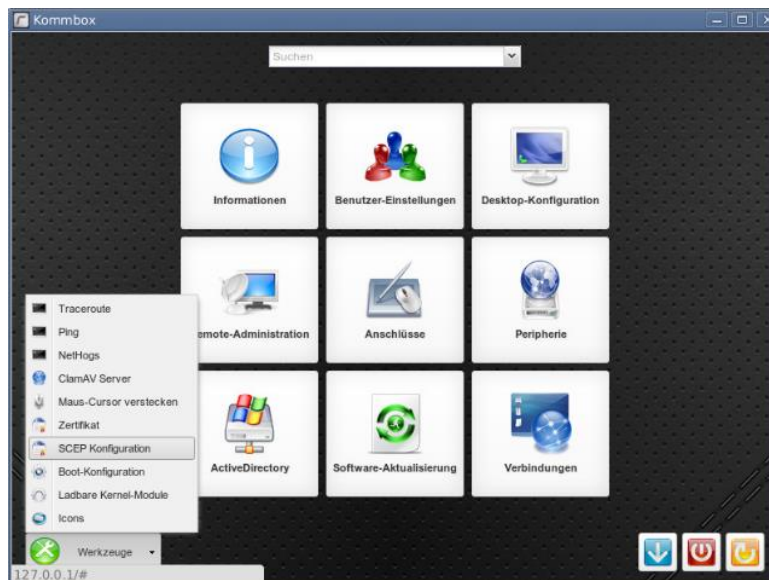 Kommbox
Suchen
Informationen
Benutzer-Einstellungen
Desktop-Konfiguration
emote-Administration
Anschlüsse
Peripherie
ActiveDirectory
Software-Aktualisierung
Verbindungen
Traceroute
Ping
NetHogs
ClamAV Server
Maus-Cursor verstecken
Zertifikat
SCEP Konfiguration
Boot-Konfiguration
Ladbare Kernel-Module
Icons
Werkzeuge
127.0.0.1/#